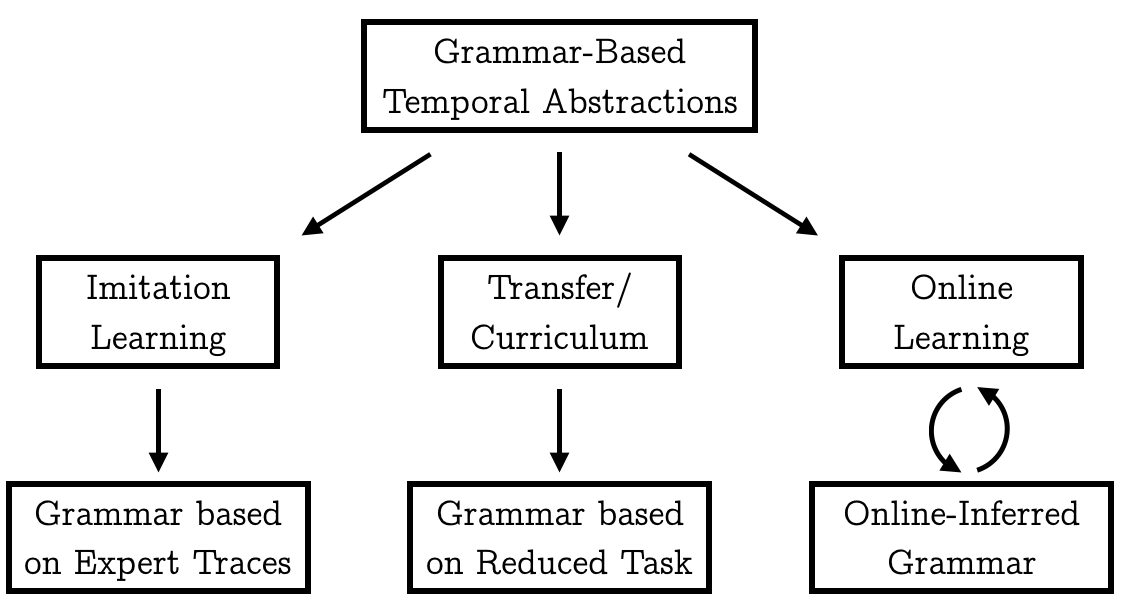 Grammar-Based
Temporal Abstractions
Imitation
Learning
Transfer/
Curriculum
Online
Learning
Grammar based
on Expert Traces
Grammar based
on Reduced Task
Online-Inferred
Grammar